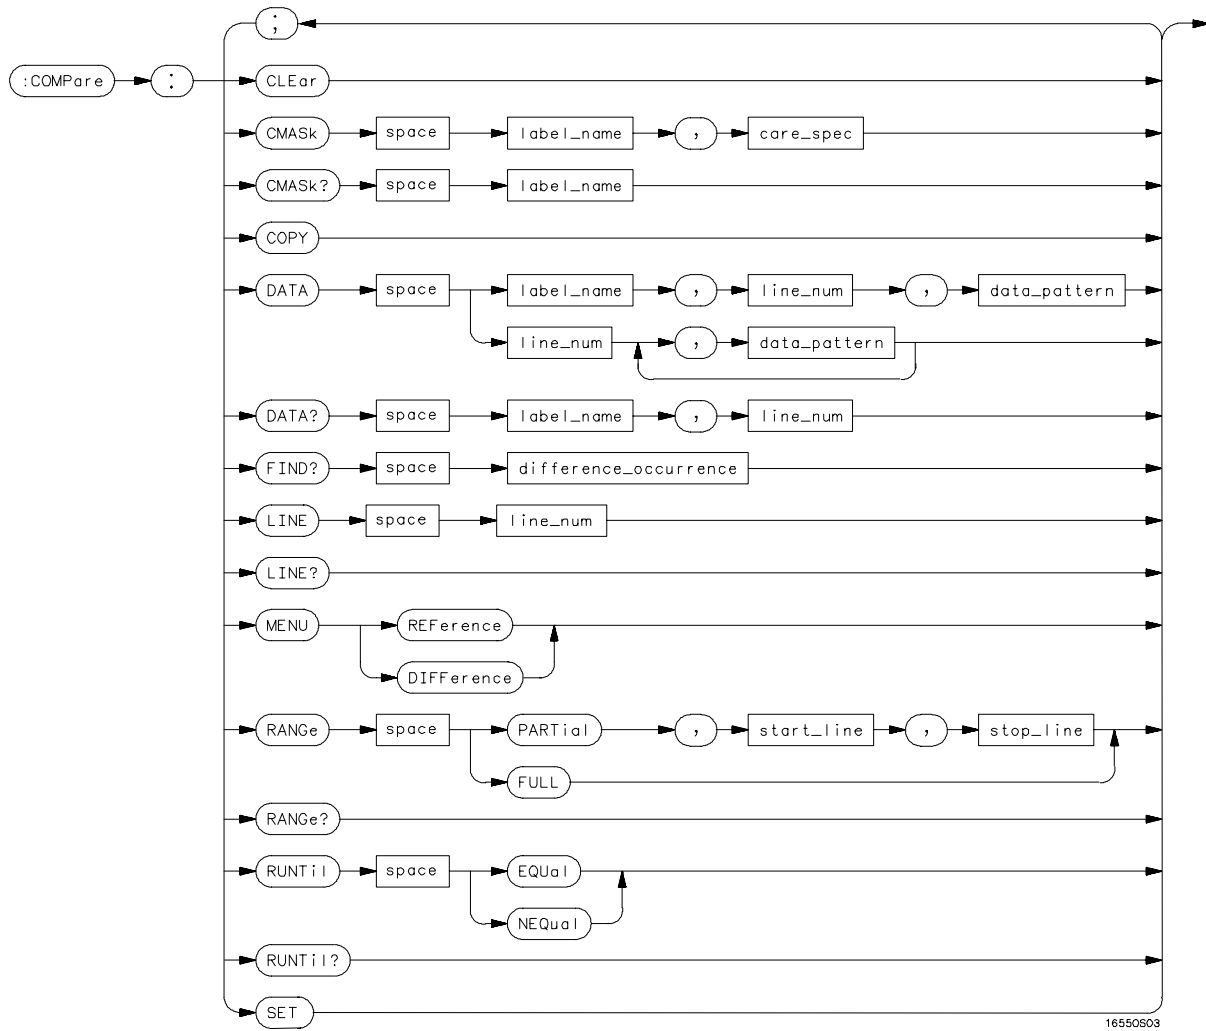 ;
:COMPare : CLEar
CMASk space label_name , care_spec
CMASk? space label_name
COPY
DATA space label_name , line_num , data_pattern
line_num , data_pattern
DATA? space label_name , line_num
FIND? space difference_occurrence
LINE space line_num
LINE?
MENU REFerence
DIFFerence
RANGe space PARTial , start_line , stop_line
FULL
RANGe?
RUNTil space EQUal
NEQual
RUNTil?
SET
16550S03